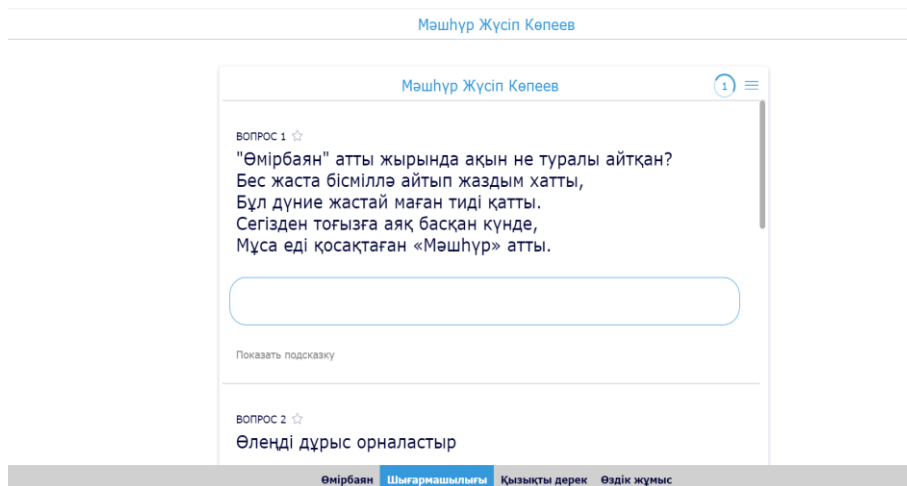 Мәшһүр Жүсіп Көпеев
Мәшһүр Жүсіп Көпеев
1
ВОПРОС 1
"Өмірбаян" атты жырында ақын не туралы айтқан?
Бес жаста бісміллә айтып жаздым хатты,
Бұл дүние жастай маған тиді қатты.
Сегізден тоғызға аяқ басқан күнде,
Мұса еді қосақтаған «Мәшһүр» атты.
Показать подсказку
ВОПРОС 2
Өлеңді дұрыс орналастыр
Өмірбаян Шығармашылығы Қызықты дерек Өздік жұмыс